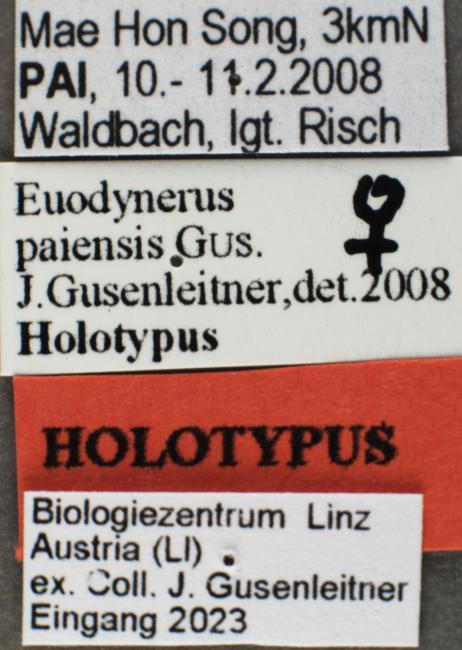 Mae Hon Song, 3kmN
PAI, 10.- 11.2.2008
Waldbach, lgt. Risch
Euodynerus ♀
paiensis GUS.
J.Gusenleitner,det.2008
Holotypus
HOLOTYPUS
Biologiezentrum Linz
Austria (LI)
ex. Coll. J. Gusenleitner
Eingang 2023